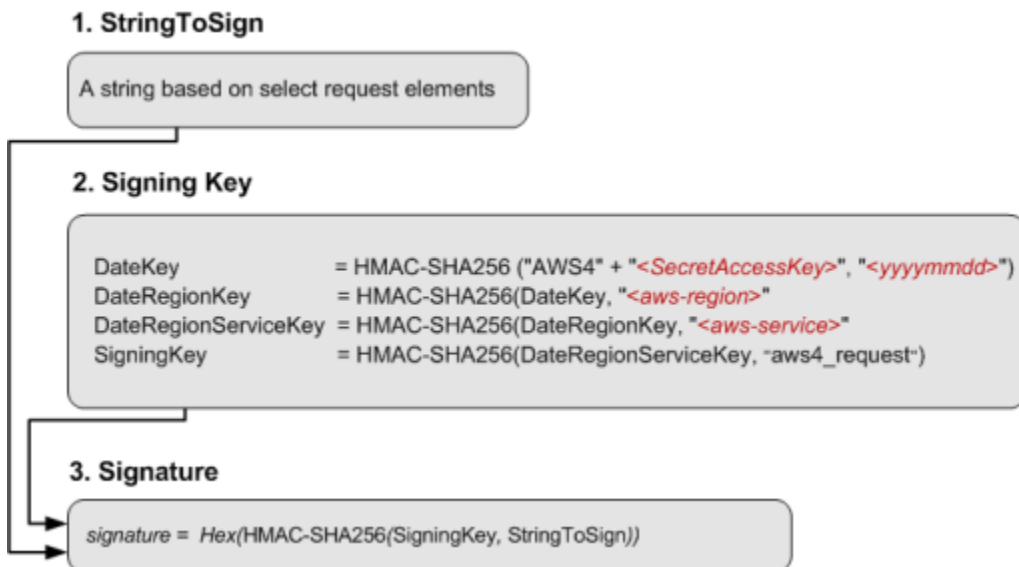 1. StringToSign
A string based on select request elements
2. Signing Key
DateKey = HMAC-SHA256 ("AWS4" + "<SecretAccessKey>", "<yyyymmdd>")
DateRegionKey = HMAC-SHA256(DateKey, "<aws-region>"
DateRegionServiceKey = HMAC-SHA256(DateRegionKey, "<aws-service>"
SigningKey = HMAC-SHA256(DateRegionServiceKey, "aws4_request")
3. Signature
signature = Hex(HMAC-SHA256(SigningKey, StringToSign))